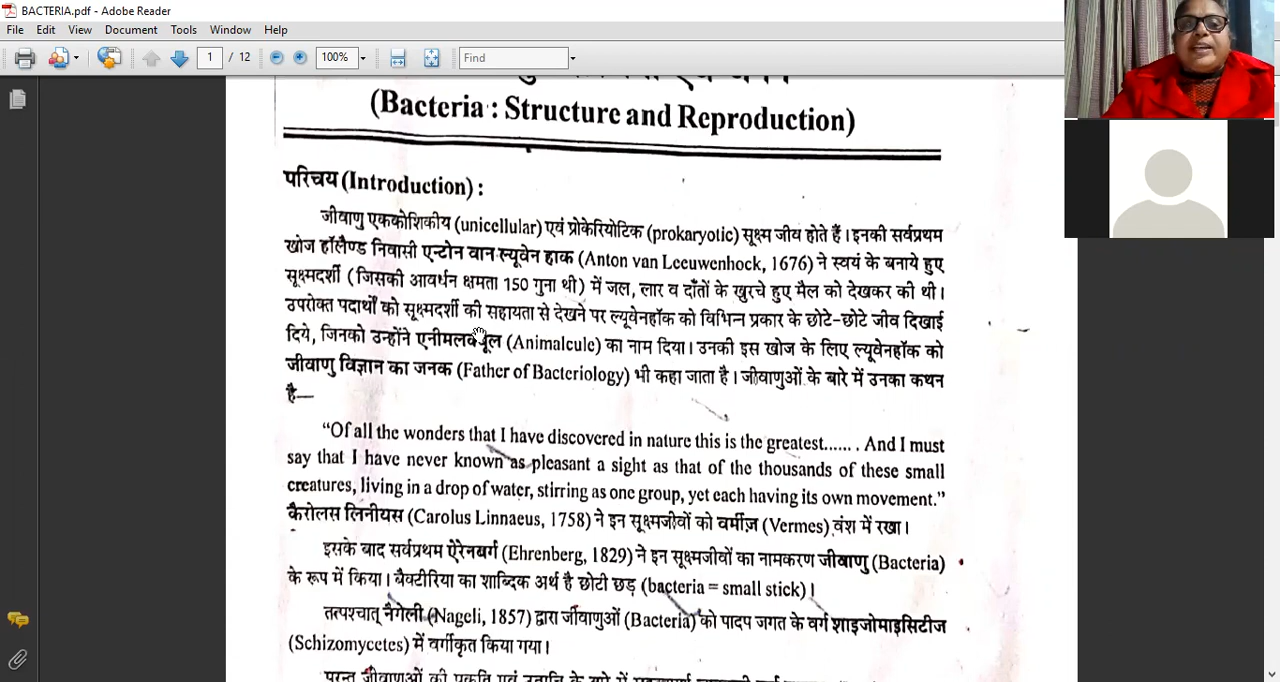 BACTERIA.pdf - Adobe Reader
File Edit View Document Tools Window Help
1 / 12 100% Find
(Bacteria : Structure and Reproduction)
परिचय (Introduction) :
जीवाणु एककोशिकीय (unicellular) एवं प्रोकेरियोटिक (prokaryotic) सूक्ष्म जीव होते हैं। इनकी सर्वप्रथम
खोज हॉलैण्ड निवासी एन्टोन वान ल्यूवेन हाक (Anton van Leeuwenhock, 1676) ने स्वयं के बनाये हुए
सूक्ष्मदर्शी (जिसकी आवर्धन क्षमता 150 गुना थी) में जल, लार व दाँतों के खुरचे हुए मैल को देखकर की थी।
उपरोक्त पदार्थों को सूक्ष्मदर्शी की सहायता से देखने पर ल्यूवेनहॉक को विभिन्न प्रकार के छोटे-छोटे जीव दिखाई
दिये, जिनको उन्होंने एनीमलक्यूल (Animalcule) का नाम दिया। उनकी इस खोज के लिए ल्यूवेनहॉक को
जीवाणु विज्ञान का जनक (Father of Bacteriology) भी कहा जाता है। जीवाणुओं के बारे में उनका कथन
है—
“Of all the wonders that I have discovered in nature this is the greatest...... . And I must
say that I have never known as pleasant a sight as that of the thousands of these small
creatures, living in a drop of water, stirring as one group, yet each having its own movement.”
कैरोलस लिनीयस (Carolus Linnaeus, 1758) ने इन सूक्ष्मजीवों को वर्मीज़ (Vermes) वंश में रखा।
इसके बाद सर्वप्रथम ऐरेनबर्ग (Ehrenberg, 1829) ने इन सूक्ष्मजीवों का नामकरण जीवाणु (Bacteria)
के रूप में किया। बैक्टीरिया का शाब्दिक अर्थ है छोटी छड़ (bacteria = small stick)।
तत्पश्चात् नैगेली (Nageli, 1857) द्वारा जीवाणुओं (Bacteria) को पादप जगत के वर्ग शाइजोमाइसिटीज
(Schizomycetes) में वर्गीकृत किया गया।
परन्तु जीवाणुओं की प्रकृति एवं उत्पत्ति के बारे में